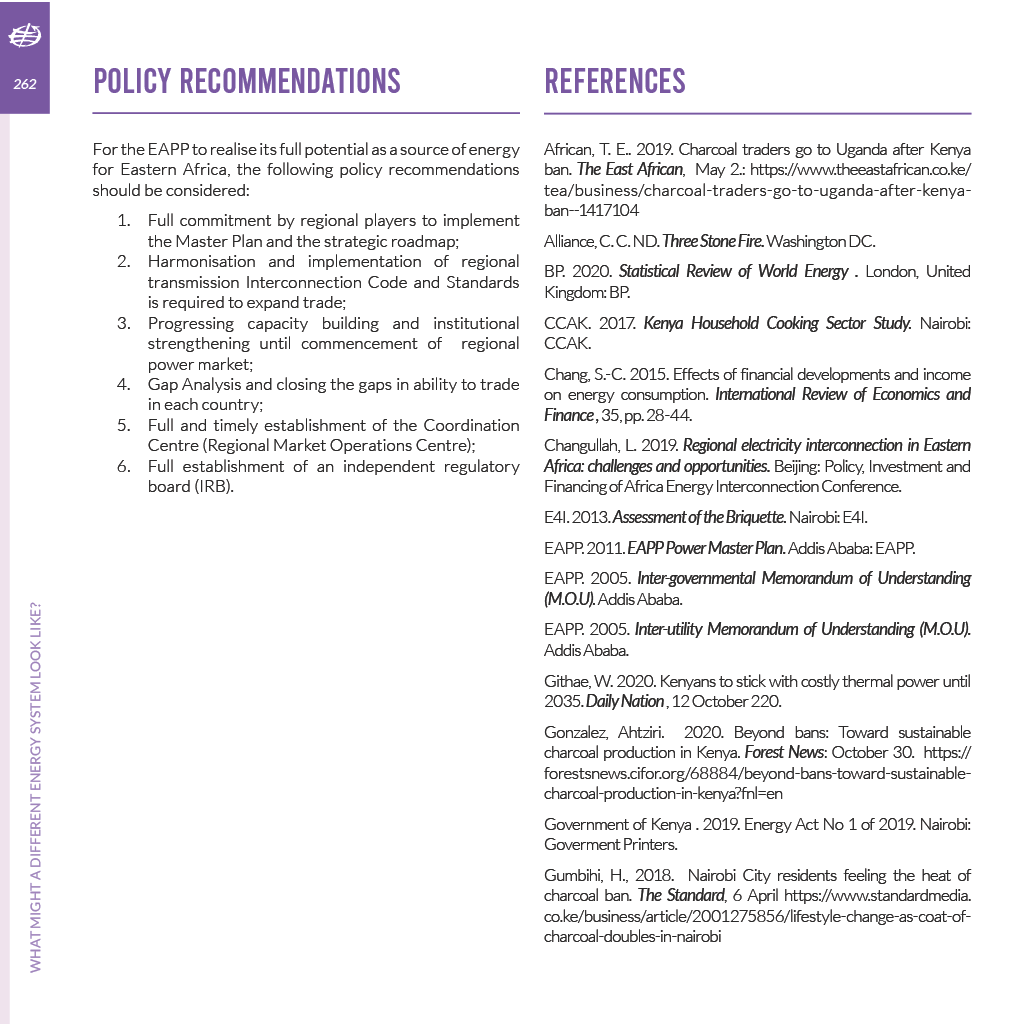 262
POLICY RECOMMENDATIONS
For the EAPP to realise its full potential as a source of energy
for Eastern Africa, the following policy recommendations
should be considered:
1. Full commitment by regional players to implement
the Master Plan and the strategic roadmap;
2. Harmonisation and implementation of regional
transmission Interconnection Code and Standards
is required to expand trade;
3. Progressing capacity building and institutional
strengthening until commencement of regional
power market;
4. Gap Analysis and closing the gaps in ability to trade
in each country;
5. Full and timely establishment of the Coordination
Centre (Regional Market Operations Centre);
6. Full establishment of an independent regulatory
board (IRB).
REFERENCES
African, T. E.. 2019. Charcoal traders go to Uganda after Kenya
ban. The East African, May 2.: https://www.theeastafrican.co.ke/
tea/business/charcoal-traders-go-to-uganda-after-kenya-
ban--1417104
Alliance, C. C. ND. Three Stone Fire. Washington DC.
BP. 2020. Statistical Review of World Energy . London, United
Kingdom: BP.
CCAK. 2017. Kenya Household Cooking Sector Study. Nairobi:
CCAK.
Chang, S.-C. 2015. Effects of financial developments and income
on energy consumption. International Review of Economics and
Finance , 35, pp. 28-44.
Changullah, L. 2019. Regional electricity interconnection in Eastern
Africa: challenges and opportunities. Beijing: Policy, Investment and
Financing of Africa Energy Interconnection Conference.
E4I. 2013. Assessment of the Briquette. Nairobi: E4I.
EAPP. 2011. EAPP Power Master Plan. Addis Ababa: EAPP.
EAPP. 2005. Inter-governmental Memorandum of Understanding
(M.O.U). Addis Ababa.
EAPP. 2005. Inter-utility Memorandum of Understanding (M.O.U).
Addis Ababa.
Githae, W. 2020. Kenyans to stick with costly thermal power until
2035. Daily Nation , 12 October 220.
Gonzalez, Ahtziri. 2020. Beyond bans: Toward sustainable
charcoal production in Kenya. Forest News: October 30. https://
forestsnews.cifor.org/68884/beyond-bans-toward-sustainable-
charcoal-production-in-kenya?fnl=en
Government of Kenya . 2019. Energy Act No 1 of 2019. Nairobi:
Goverment Printers.
Gumbihi, H., 2018. Nairobi City residents feeling the heat of
charcoal ban. The Standard, 6 April https://www.standardmedia.
co.ke/business/article/2001275856/lifestyle-change-as-coat-of-
charcoal-doubles-in-nairobi
WHAT MIGHT A DIFFERENT ENERGY SYSTEM LOOK LIKE?